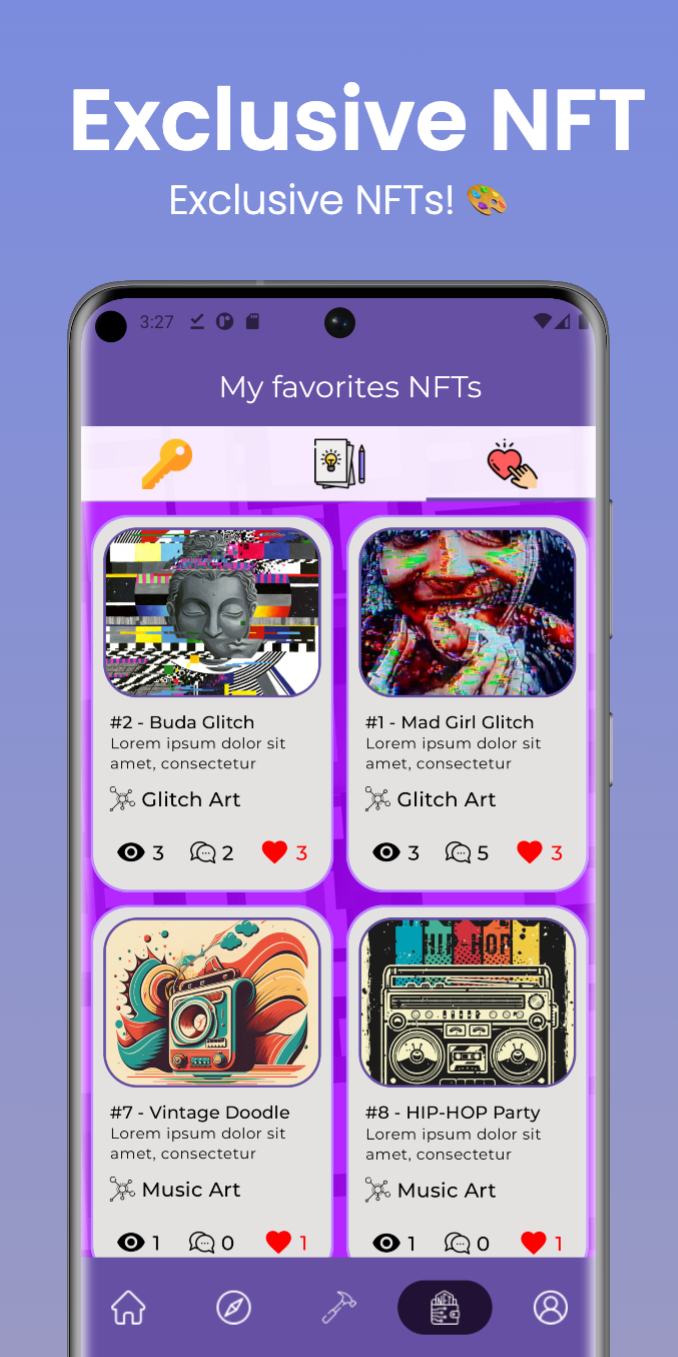 Exclusive NFT
Exclusive NFTs! 🎨
3:27
My favorites NFTs
#2 - Buda Glitch
Lorem ipsum dolor sit
amet, consectetur
Glitch Art
3 2 3
#1 - Mad Girl Glitch
Lorem ipsum dolor sit
amet, consectetur
Glitch Art
3 5 3
HIP-HOP
#7 - Vintage Doodle
Lorem ipsum dolor sit
amet, consectetur
Music Art
1 0 1
#8 - HIP-HOP Party
Lorem ipsum dolor sit
amet, consectetur
Music Art
1 0 1
NFT